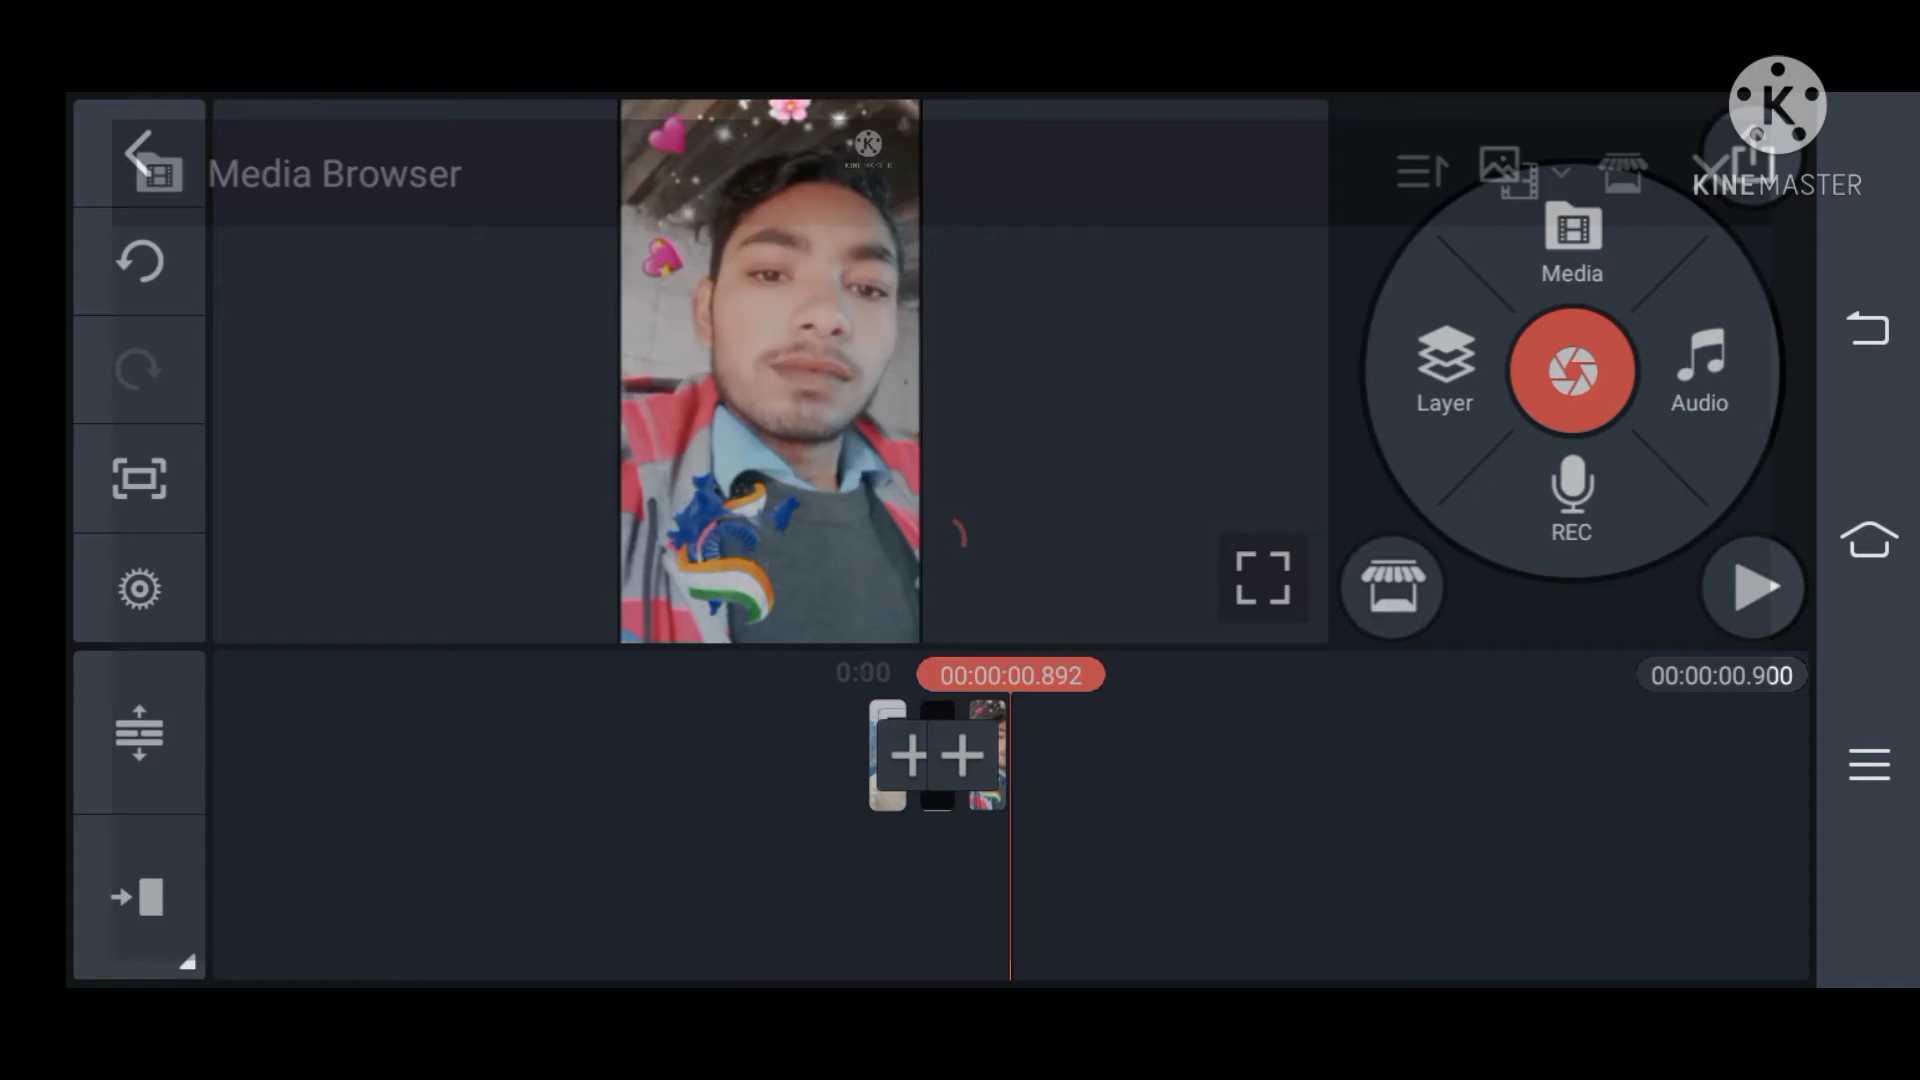 Media Browser
KINEMASTER
Media
Layer
Audio
REC
0:00
00:00:00.892
00:00:00.900